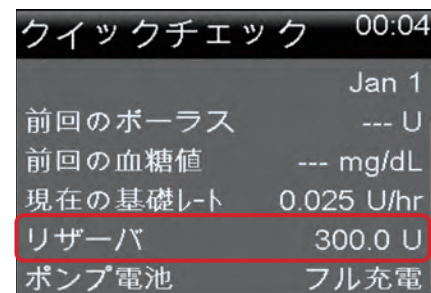 クイックチェック 00:04
Jan 1
前回のボーラス --- U
前回の血糖値 --- mg/dL
現在の基礎レート 0.025 U/hr
リザーバ 300.0 U
ポンプ電池 フル充電